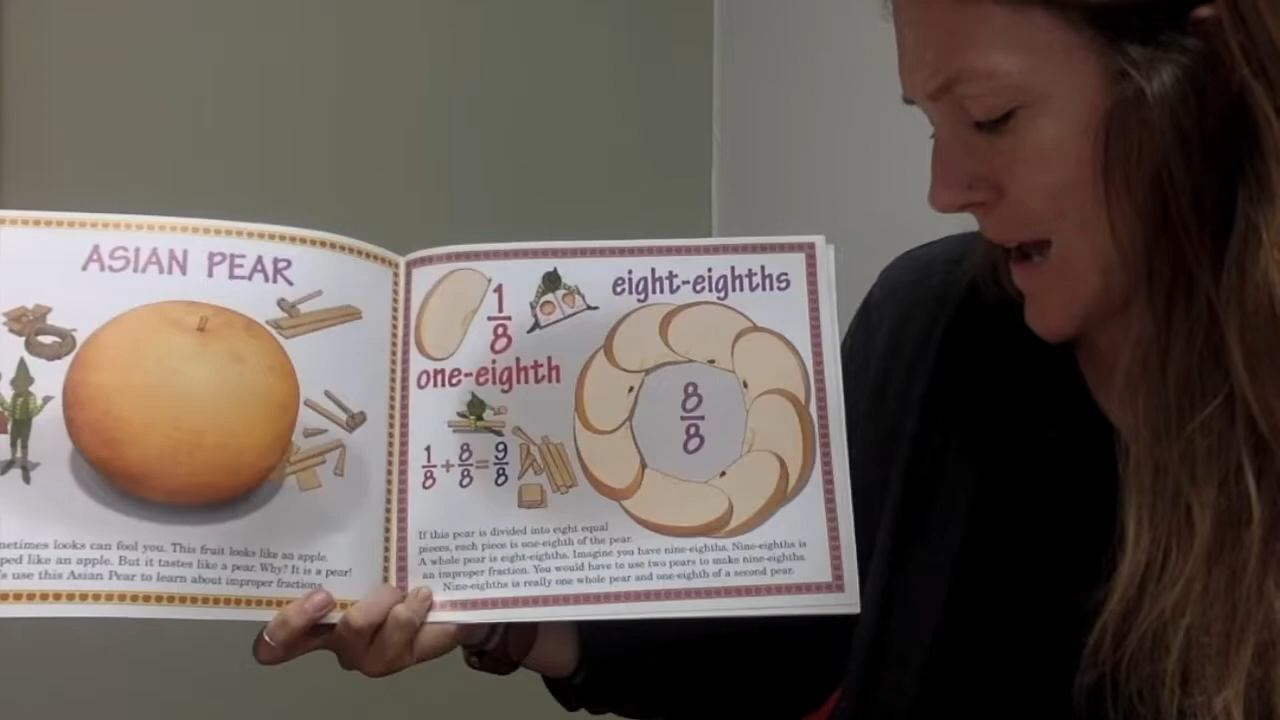 ASIAN PEAR
looks can fool you. This fruit looks like an apple.
like an apple. But it tastes like a pear. Why? It is a pear!
use this Asian Pear to learn about improper fractions.
1
8
one-eighth
eight-eighths
8
8
1/8 + 8/8 = 9/8
If this pear is divided into eight equal
pieces, each piece is one-eighth of the pear.
A whole pear is eight-eighths. Imagine you have nine-eighths. Nine-eighths is
an improper fraction. You would have to use two pears to make nine-eighths.
Nine-eighths is really one whole pear and one-eighth of a second pear.